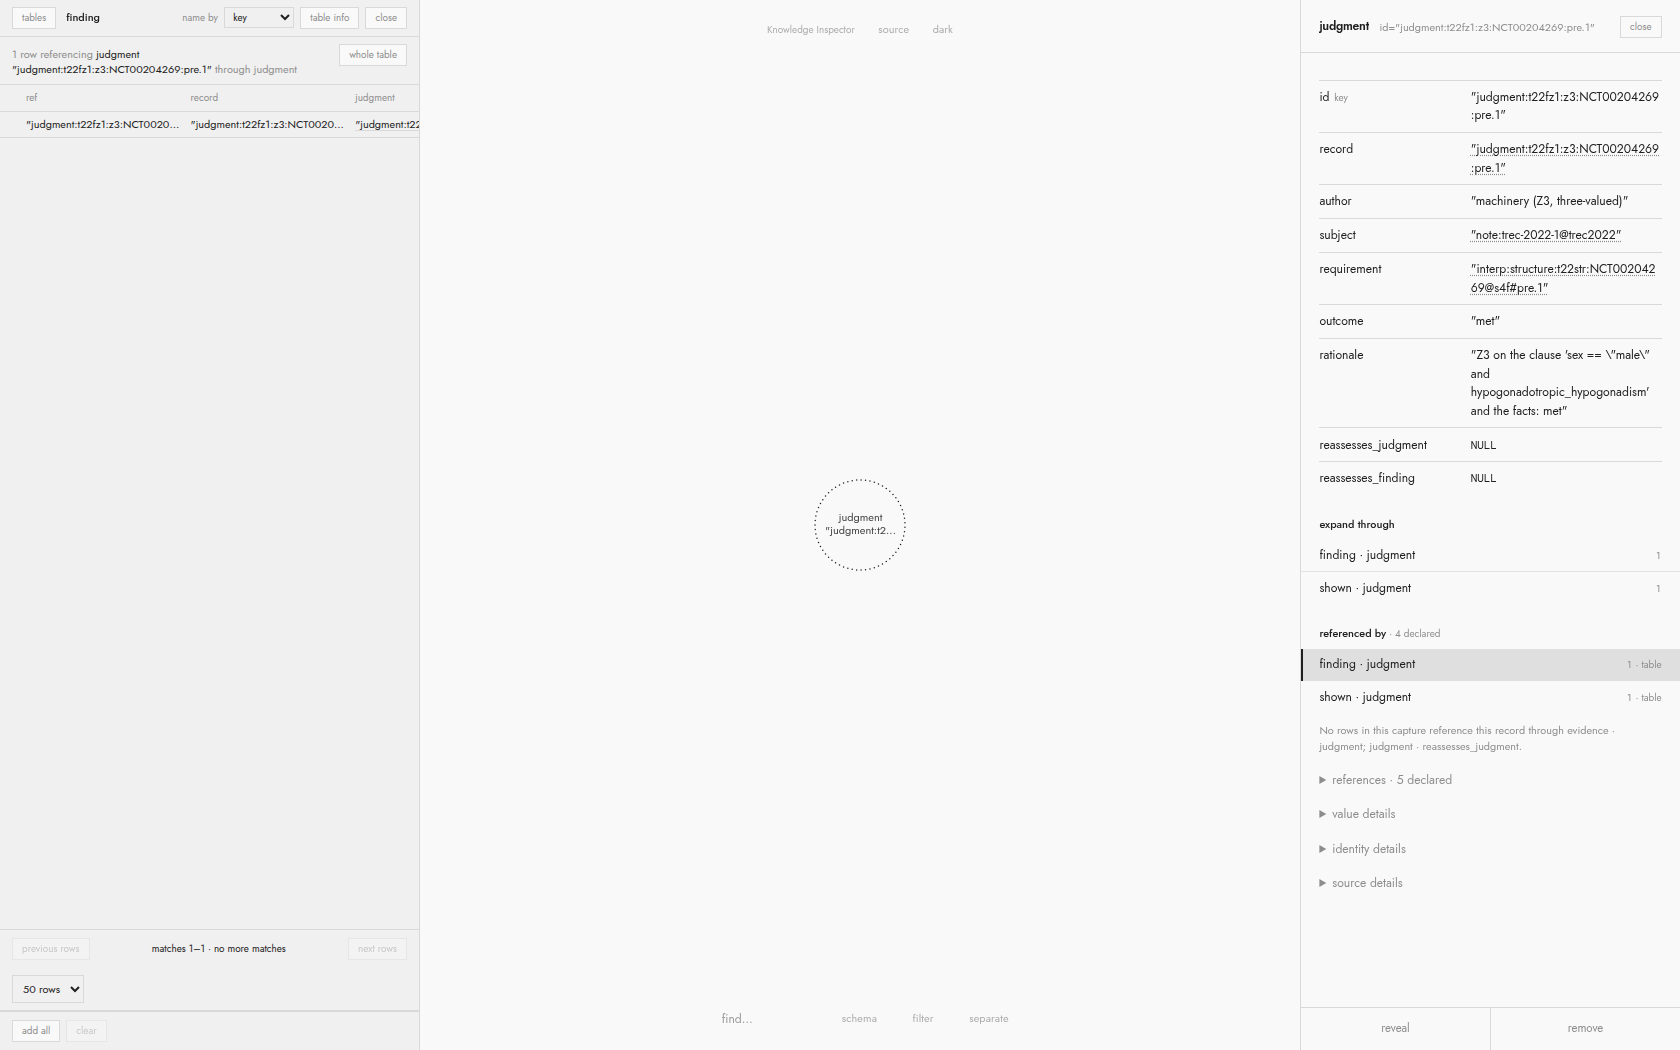 tables finding name by key table info close
1 row referencing judgment
"judgment:t22fz1:z3:NCT00204269:pre.1" through judgment
whole table
ref record judgment
"judgment:t22fz1:z3:NCT0020... "judgment:t22fz1:z3:NCT0020... "judgment:t22
previous rows matches 1–1 · no more matches next rows
50 rows
add all clear
Knowledge Inspector source dark
judgment
"judgment:t2...
find... schema filter separate
judgment id="judgment:t22fz1:z3:NCT00204269:pre.1" close
id key "judgment:t22fz1:z3:NCT00204269
:pre.1"
record "judgment:t22fz1:z3:NCT00204269
:pre.1"
author "machinery (Z3, three-valued)"
subject "note:trec-2022-1@trec2022"
requirement "interp:structure:t22str:NCT002042
69@s4f#pre.1"
outcome "met"
rationale "Z3 on the clause 'sex == \"male\"
and
hypogonadotropic_hypogonadism'
and the facts: met"
reassesses_judgment NULL
reassesses_finding NULL
expand through
finding · judgment 1
shown · judgment 1
referenced by · 4 declared
finding · judgment 1 · table
shown · judgment 1 · table
No rows in this capture reference this record through evidence ·
judgment; judgment · reassesses_judgment.
▶ references · 5 declared
▶ value details
▶ identity details
▶ source details
reveal remove